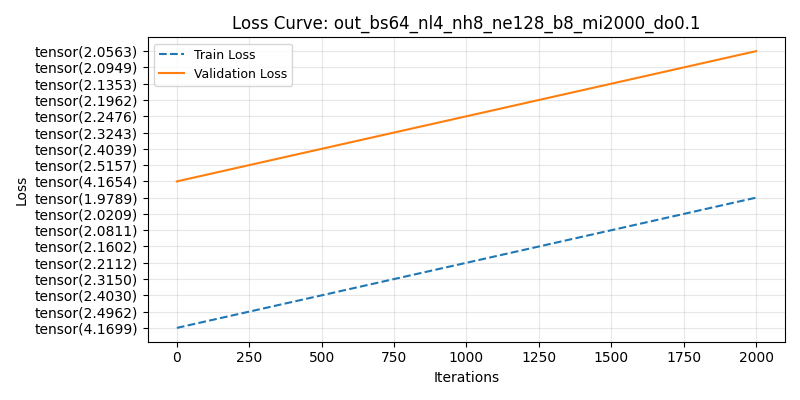 Loss Curve: out_bs64_nl4_nh8_ne128_b8_mi2000_do0.1
Train Loss
Validation Loss
Loss
tensor(2.0563)
tensor(2.0949)
tensor(2.1353)
tensor(2.1962)
tensor(2.2476)
tensor(2.3243)
tensor(2.4039)
tensor(2.5157)
tensor(4.1654)
tensor(1.9789)
tensor(2.0209)
tensor(2.0811)
tensor(2.1602)
tensor(2.2112)
tensor(2.3150)
tensor(2.4030)
tensor(2.4962)
tensor(4.1699)
0 250 500 750 1000 1250 1500 1750 2000
Iterations